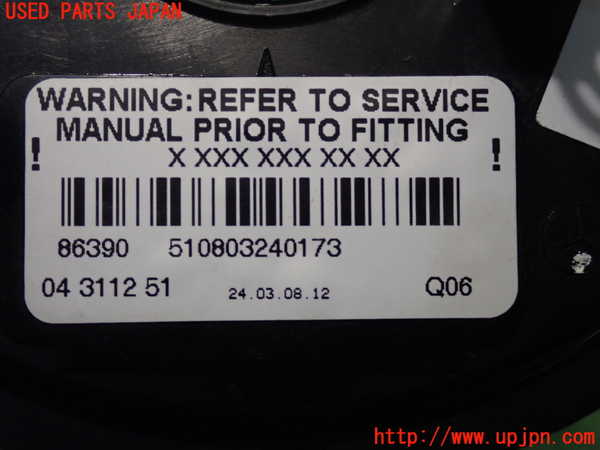 USED PARTS JAPAN
WARNING: REFER TO SERVICE
MANUAL PRIOR TO FITTING
! X XXX XXX XX XX !
86390 510803240173
04 3112 51 24.03.08.12 Q06
UPJ
http://www.upjpn.com/